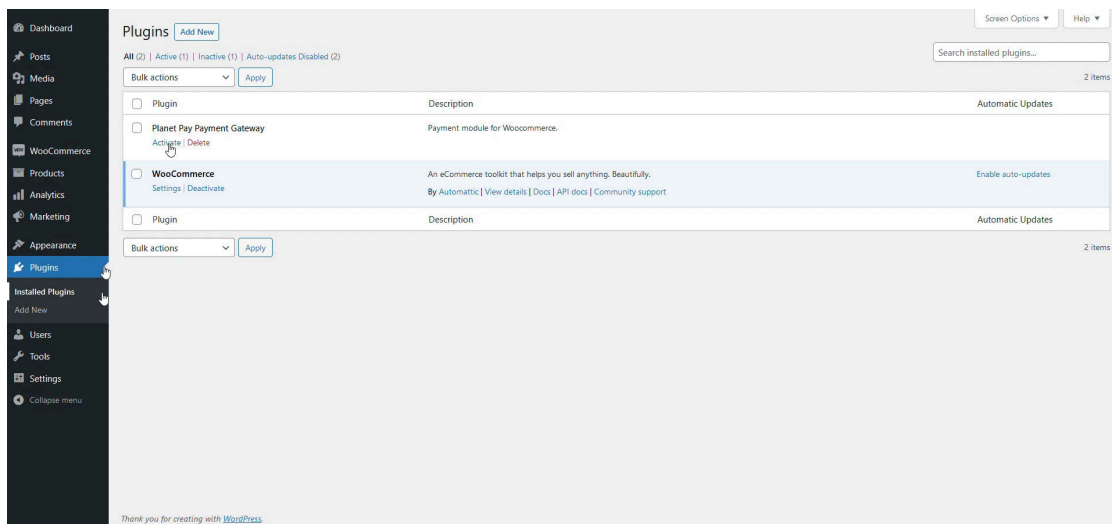 Dashboard
Posts
Media
Pages
Comments
WooCommerce
Products
Analytics
Marketing
Appearance
Plugins
Installed Plugins
Add New
Users
Tools
Settings
Collapse menu
Screen Options ▼ Help ▼
Plugins Add New
All (2) | Active (1) | Inactive (1) | Auto-updates Disabled (2)
Search installed plugins...
Bulk actions Apply 2 items
Plugin Description Automatic Updates
Planet Pay Payment Gateway Payment module for Woocommerce.
Activate | Delete
WooCommerce An eCommerce toolkit that helps you sell anything. Beautifully. Enable auto-updates
Settings | Deactivate By Automattic | View details | Docs | API docs | Community support
Plugin Description Automatic Updates
Bulk actions Apply 2 items
Thank you for creating with WordPress.